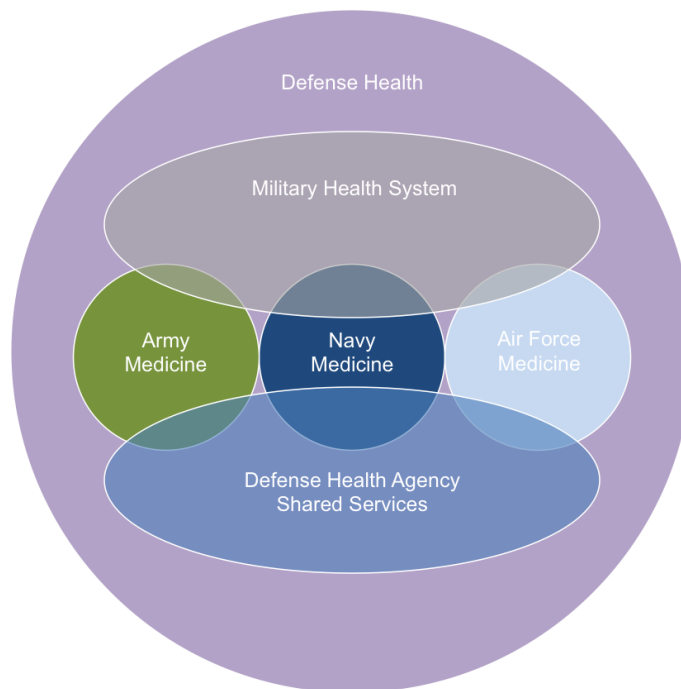 Defense Health
Military Health System
Army
Medicine
Navy
Medicine
Air Force
Medicine
Defense Health Agency
Shared Services